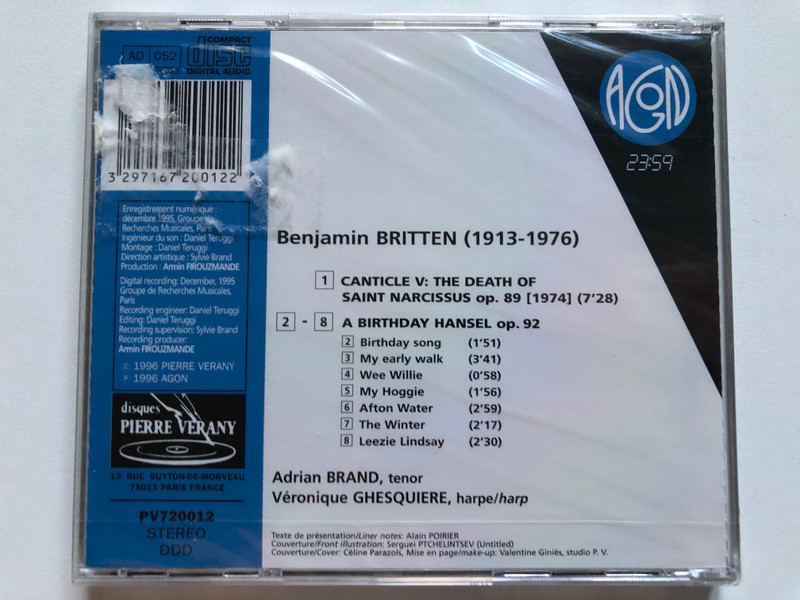 AD 052
COMPACT
DISC
DIGITAL AUDIO
3 297167 200122
Enregistrement numérique :
décembre 1995, Groupe de
Recherches Musicales, Paris
Ingénieur du son : Daniel Teruggi
Montage : Daniel Teruggi
Direction artistique : Sylvie Brand
Production : Armin FIROUZMANDE
Digital recording: December, 1995
Groupe de Recherches Musicales,
Paris
Recording engineer: Daniel Teruggi
Editing: Daniel Teruggi
Recording supervision: Sylvie Brand
Recording producer:
Armin FIROUZMANDE
© 1996 PIERRE VERANY
℗ 1996 AGON
disques
PIERRE VERANY
15 RUE GUYTON-DE-MORVEAU
75013 PARIS FRANCE
PV720012
STEREO
DDD
AGON
23:59
Benjamin BRITTEN (1913-1976)
1 CANTICLE V: THE DEATH OF
SAINT NARCISSUS op. 89 [1974] (7'28)
2 - 8 A BIRTHDAY HANSEL op. 92
2 Birthday song (1'51)
3 My early walk (3'41)
4 Wee Willie (0'58)
5 My Hoggie (1'56)
6 Afton Water (2'59)
7 The Winter (2'17)
8 Leezie Lindsay (2'30)
Adrian BRAND, tenor
Véronique GHESQUIERE, harpe/harp
Texte de présentation/Liner notes: Alain POIRIER
Couverture/Front illustration: Serguei PTCHELINTSEV (Untitled)
Couverture/Cover: Céline Parazols, Mise en page/make-up: Valentine Giniès, studio P. V.